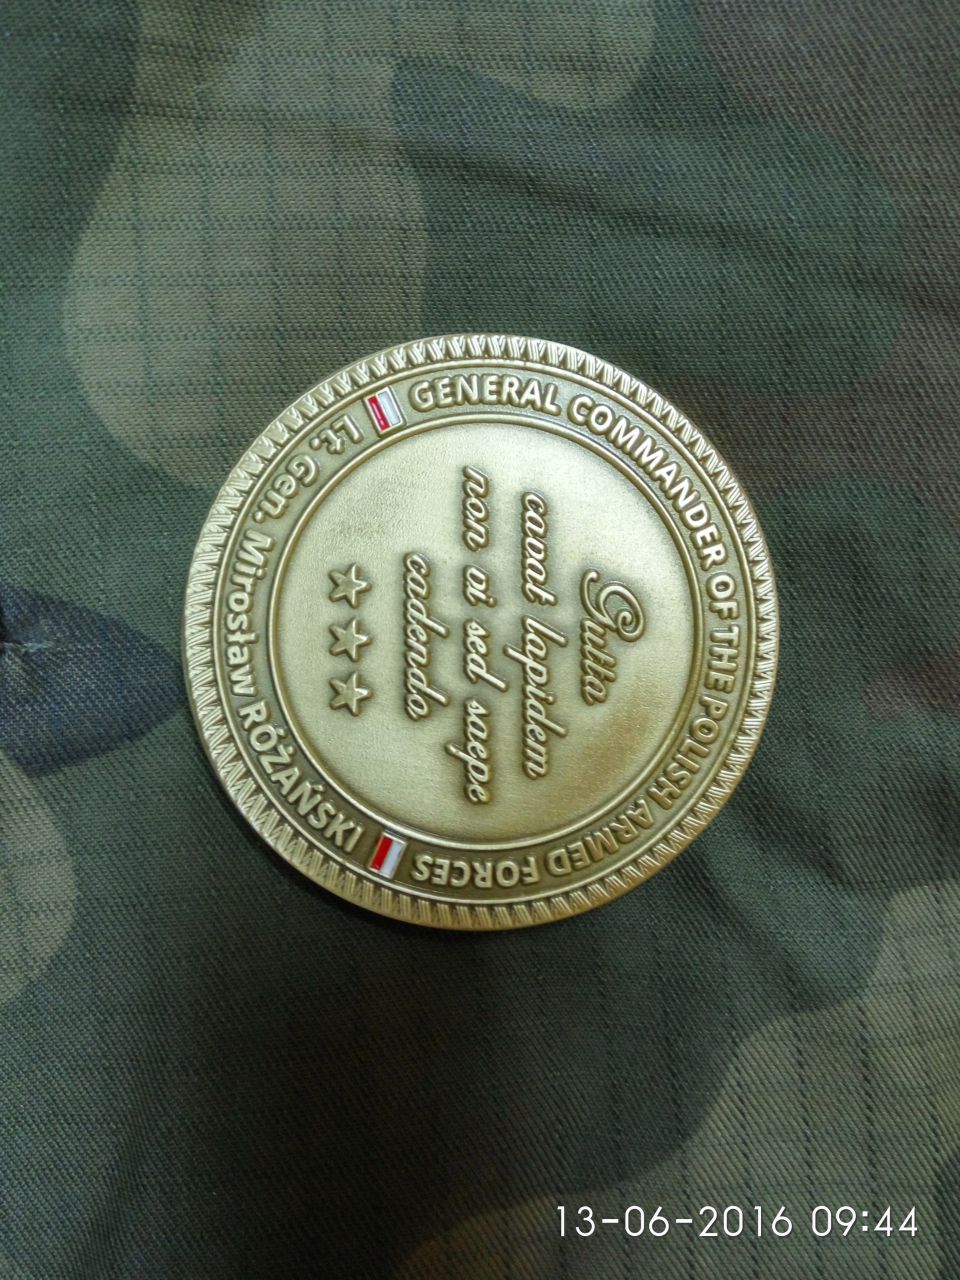 GENERAL COMMANDER OF THE POLISH ARMED FORCES
Gutta
cavat lapidem
non vi sed saepe
cadendo
Lt. Gen. Mirosław RÓŻAŃSKI
13-06-2016 09:44